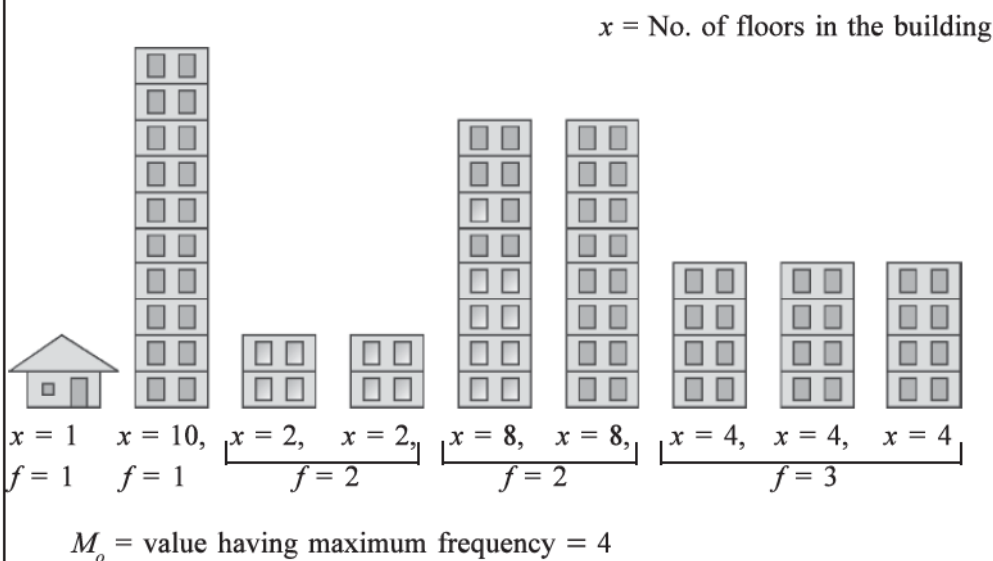 x = No. of floors in the building
x = 1 x = 10, x = 2, x = 2, x = 8, x = 8, x = 4, x = 4, x = 4
f = 1 f = 1 f = 2 f = 2 f = 3
Mₒ = value having maximum frequency = 4